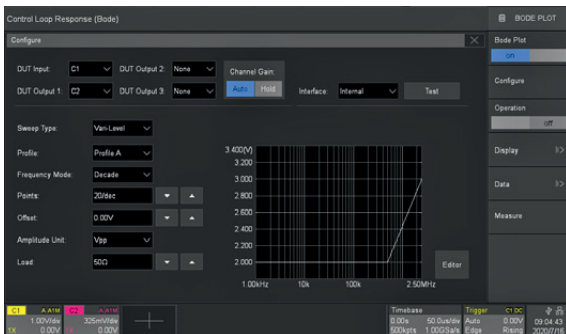 Control Loop Response (Bode)
BODE PLOT
Configure
Bode Plot
on
DUT Input: C1 DUT Output 2: None Channel Gain:
DUT Output 1: C2 DUT Output 3: None Auto Hold Interface: Internal Test
Configure
Operation
off
Sweep Type: Vari-Level
Profile: Profile A
Frequency Mode: Decade
Points: 20/dec
Offset: 0.00V
Amplitude Unit: Vpp
Load: 50Ω
3.400(V)
3.200
3.000
2.800
2.600
2.400
2.200
2.000
1.00kHz 10k 100k 2.50MHz
Editor
Display
Data
Measure
C1 C2 Timebase Trigger C1 DC
1.00V/div 325mV/div 0.00s 50.0us/div Auto 0.00V 09:04:43
1X 0.00V 1X 0.00V 500kpts 1.00GSa/s Edge Rising 2020/7/16